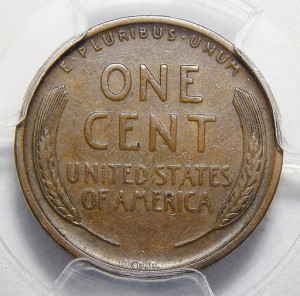 E·PLURIBUS·UNUM
ONE
CENT
UNITED STATES
OF AMERICA
V.D.B.